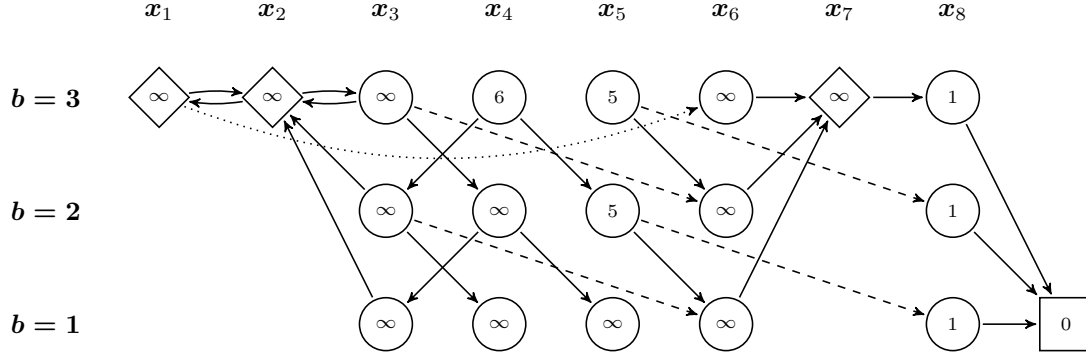 x₁ x₂ x₃ x₄ x₅ x₆ x₇ x₈
b = 3 ∞ ∞ ∞ 6 5 ∞ ∞ 1
b = 2 ∞ ∞ 5 ∞ 1
b = 1 ∞ ∞ ∞ ∞ 1 0